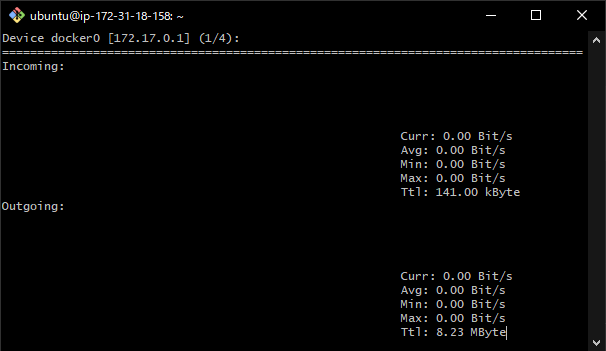 ubuntu@ip-172-31-18-158: ~
Device docker0 [172.17.0.1] (1/4):
===================================================================================
Incoming:
Curr: 0.00 Bit/s
Avg: 0.00 Bit/s
Min: 0.00 Bit/s
Max: 0.00 Bit/s
Ttl: 141.00 kByte
Outgoing:
Curr: 0.00 Bit/s
Avg: 0.00 Bit/s
Min: 0.00 Bit/s
Max: 0.00 Bit/s
Ttl: 8.23 MByte